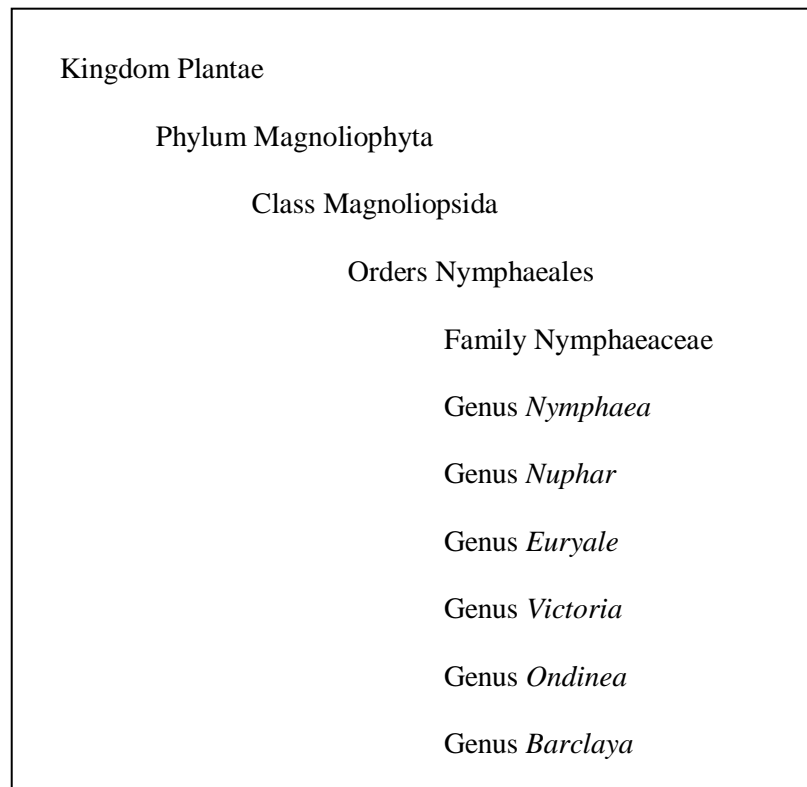 Kingdom Plantae
Phylum Magnoliophyta
Class Magnoliopsida
Orders Nymphaeales
Family Nymphaeaceae
Genus Nymphaea
Genus Nuphar
Genus Euryale
Genus Victoria
Genus Ondinea
Genus Barclaya